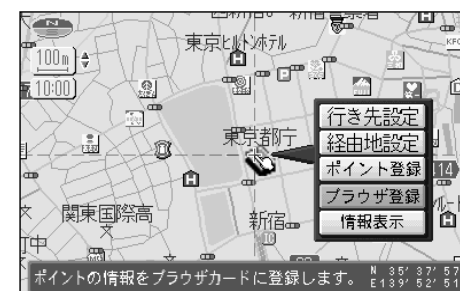 東京ヒルトンホテル
100m
10:00
KFC
東京都庁
行き先設定
経由地設定
ポイント登録
ブラウザ登録
情報表示
414
関東国際高
新宿
ポイントの情報をブラウザカードに登録します。
N 35°37'57
E139°52'51